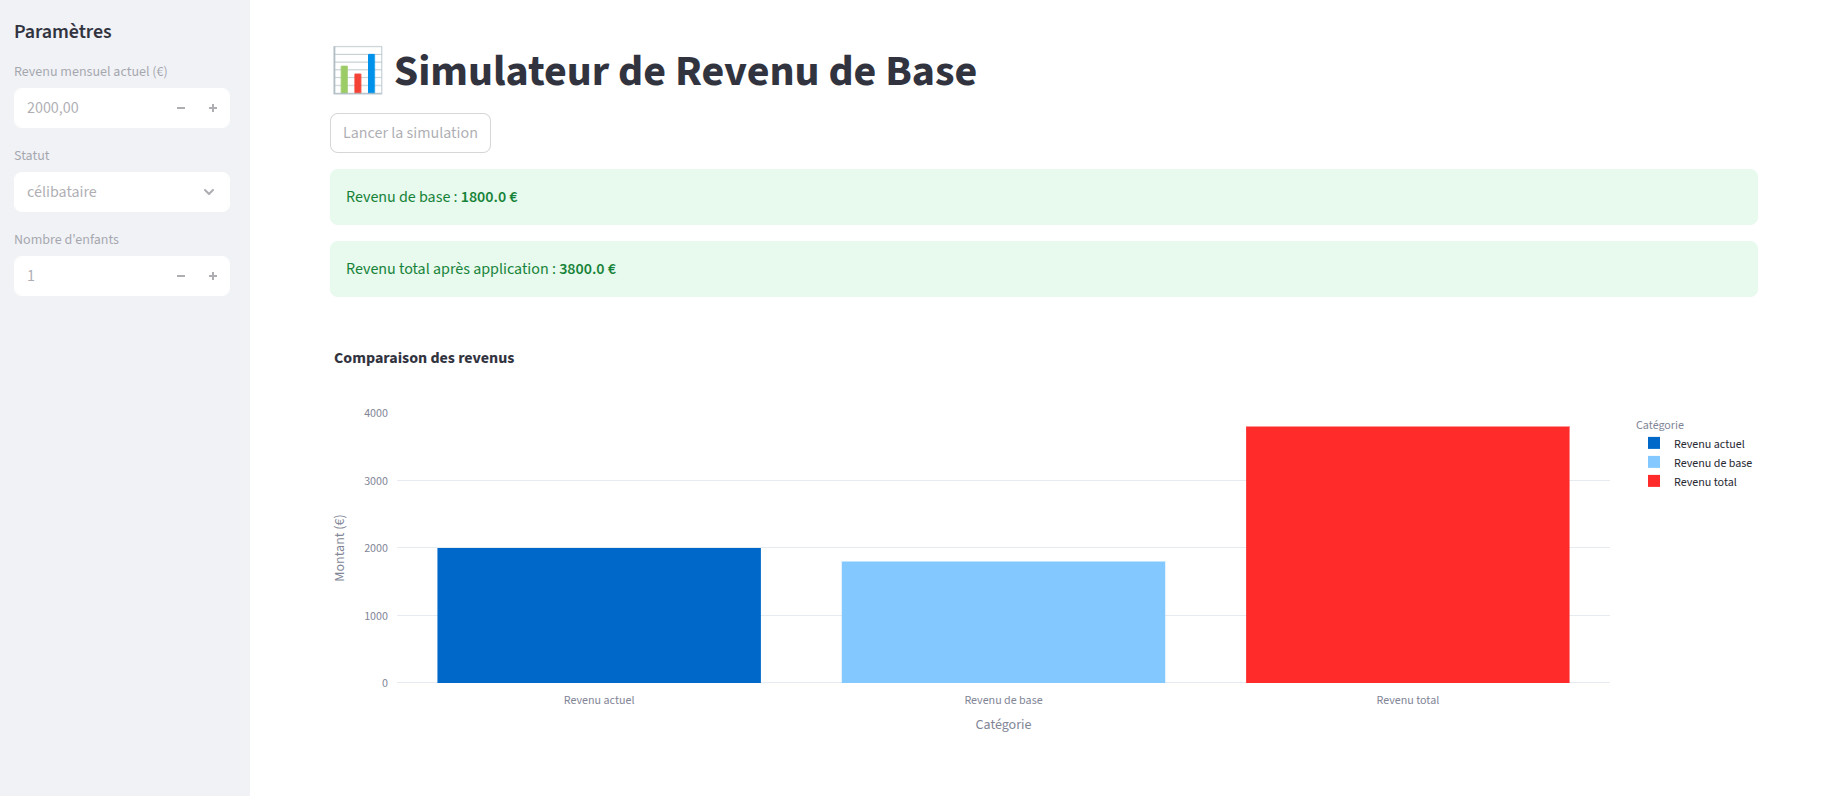 Paramètres
Revenu mensuel actuel (€)
2000,00
Statut
célibataire
Nombre d'enfants
1
Simulateur de Revenu de Base
Lancer la simulation
Revenu de base : 1800.0 €
Revenu total après application : 3800.0 €
Comparaison des revenus
4000
3000
2000
1000
0
Montant (€)
Revenu actuel
Revenu de base
Revenu total
Catégorie
Catégorie
Revenu actuel
Revenu de base
Revenu total